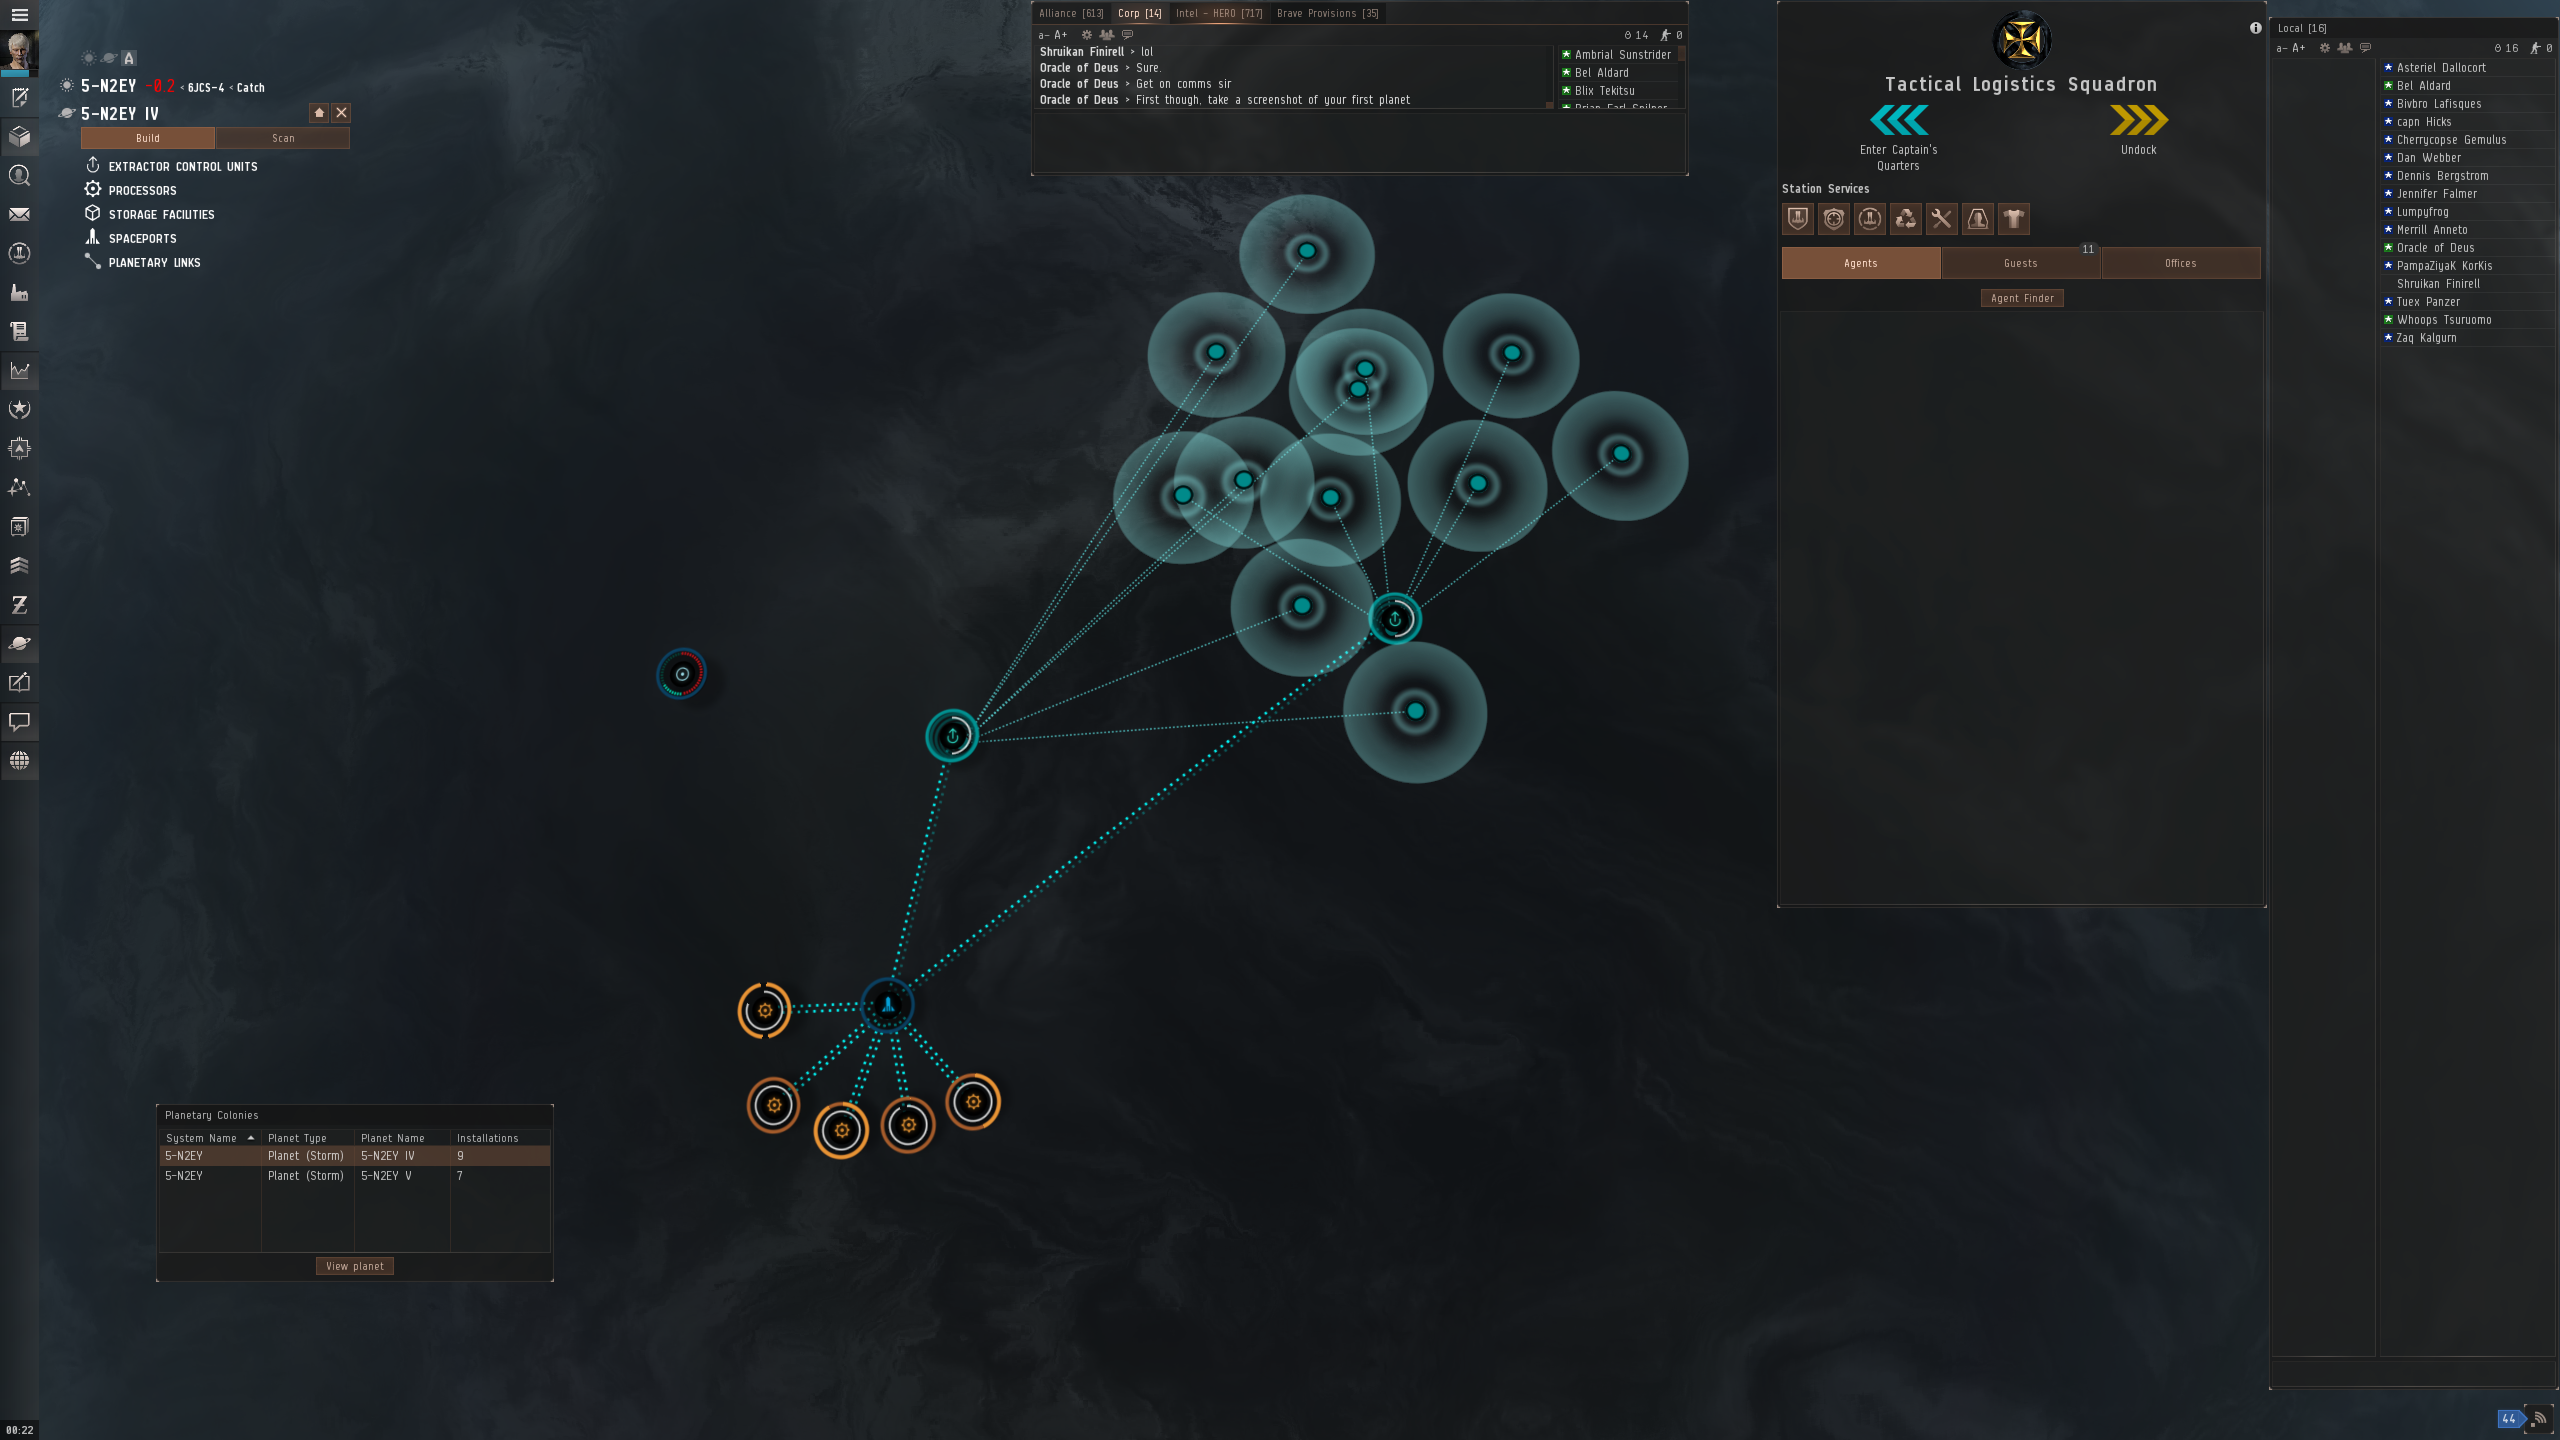 A
5-N2EY -0.2 < 6JCS-4 < Catch
5-N2EY IV
Build Scan
EXTRACTOR CONTROL UNITS
PROCESSORS
STORAGE FACILITIES
SPACEPORTS
PLANETARY LINKS
Alliance [613] Corp [14] Intel - HERO [717] Brave Provisions [35]
a- A+ 14 0
Shruikan Finirell > lol
Oracle of Deus > Sure.
Oracle of Deus > Get on comms sir
Oracle of Deus > First though, take a screenshot of your first planet
Ambrial Sunstrider
Bel Aldard
Blix Tekitsu
Tactical Logistics Squadron
Enter Captain's
Quarters
Undock
Station Services
Agents Guests 11 Offices
Agent Finder
Local [16]
a- A+ 16 0
Asteriel Dallocort
Bel Aldard
Bivbro Lafisques
capn Hicks
Cherrycopse Gemulus
Dan Webber
Dennis Bergstrom
Jennifer Falmer
Lumpyfrog
Merrill Anneto
Oracle of Deus
PampaZiyaK KorKis
Shruikan Finirell
Tuex Panzer
Whoops Tsuruomo
Zaq Kalgurn
Planetary Colonies
System Name Planet Type Planet Name Installations
5-N2EY Planet (Storm) 5-N2EY IV 9
5-N2EY Planet (Storm) 5-N2EY V 7
View planet
00:22
44